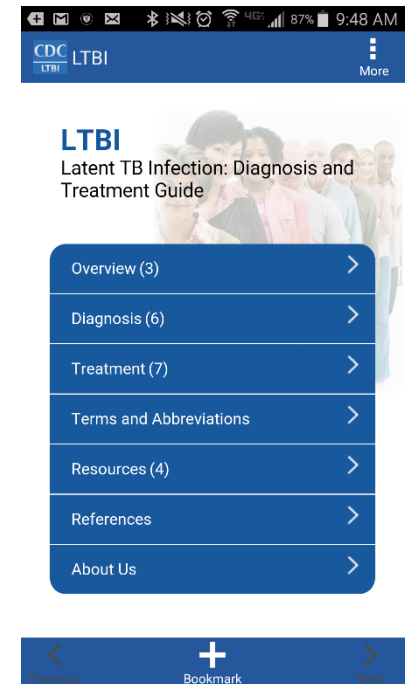 4G 87% 9:48 AM
CDC
LTBI
LTBI
More
LTBI
Latent TB Infection: Diagnosis and
Treatment Guide
Overview (3)
Diagnosis (6)
Treatment (7)
Terms and Abbreviations
Resources (4)
References
About Us
Bookmark